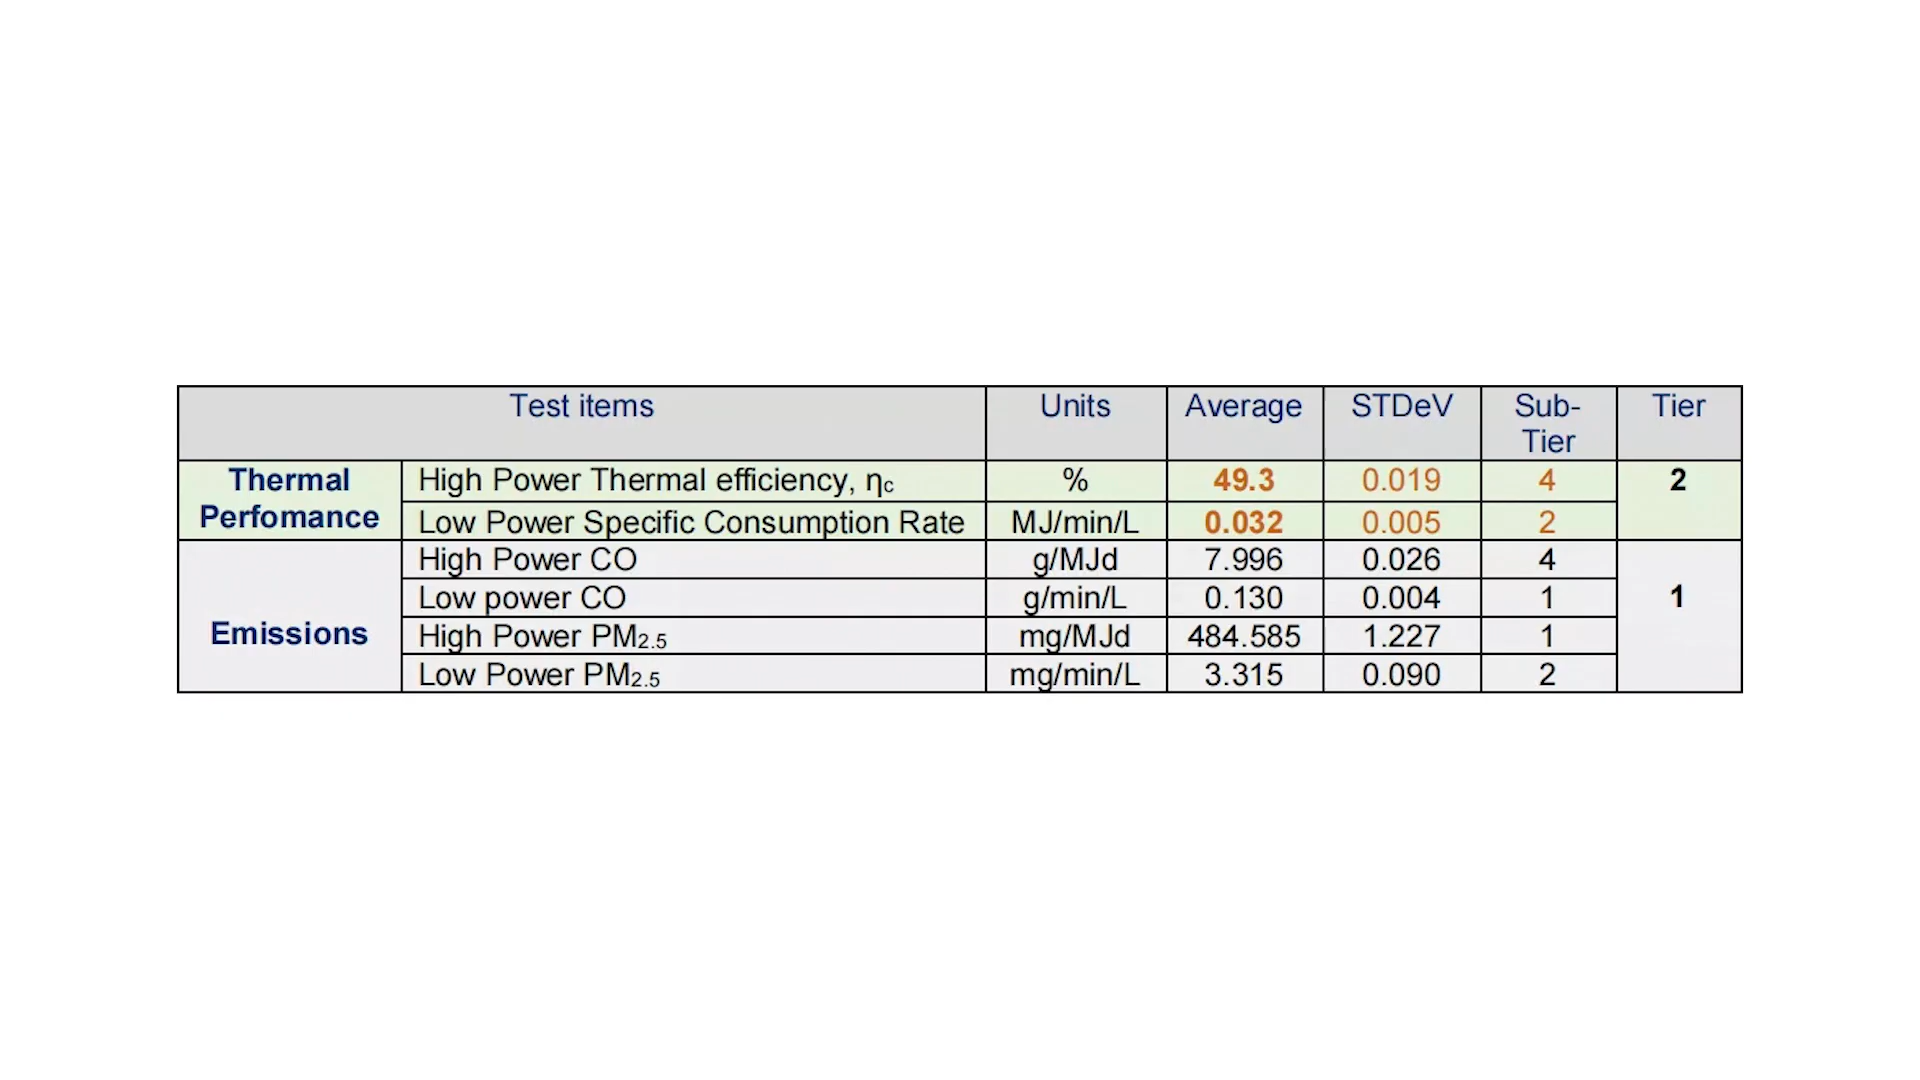 Test items Units Average STDeV Sub-Tier Tier
Thermal Perfomance High Power Thermal efficiency, ηc % 49.3 0.019 4 2
Low Power Specific Consumption Rate MJ/min/L 0.032 0.005 2
Emissions High Power CO g/MJd 7.996 0.026 4 1
Low power CO g/min/L 0.130 0.004 1
High Power PM2.5 mg/MJd 484.585 1.227 1
Low Power PM2.5 mg/min/L 3.315 0.090 2